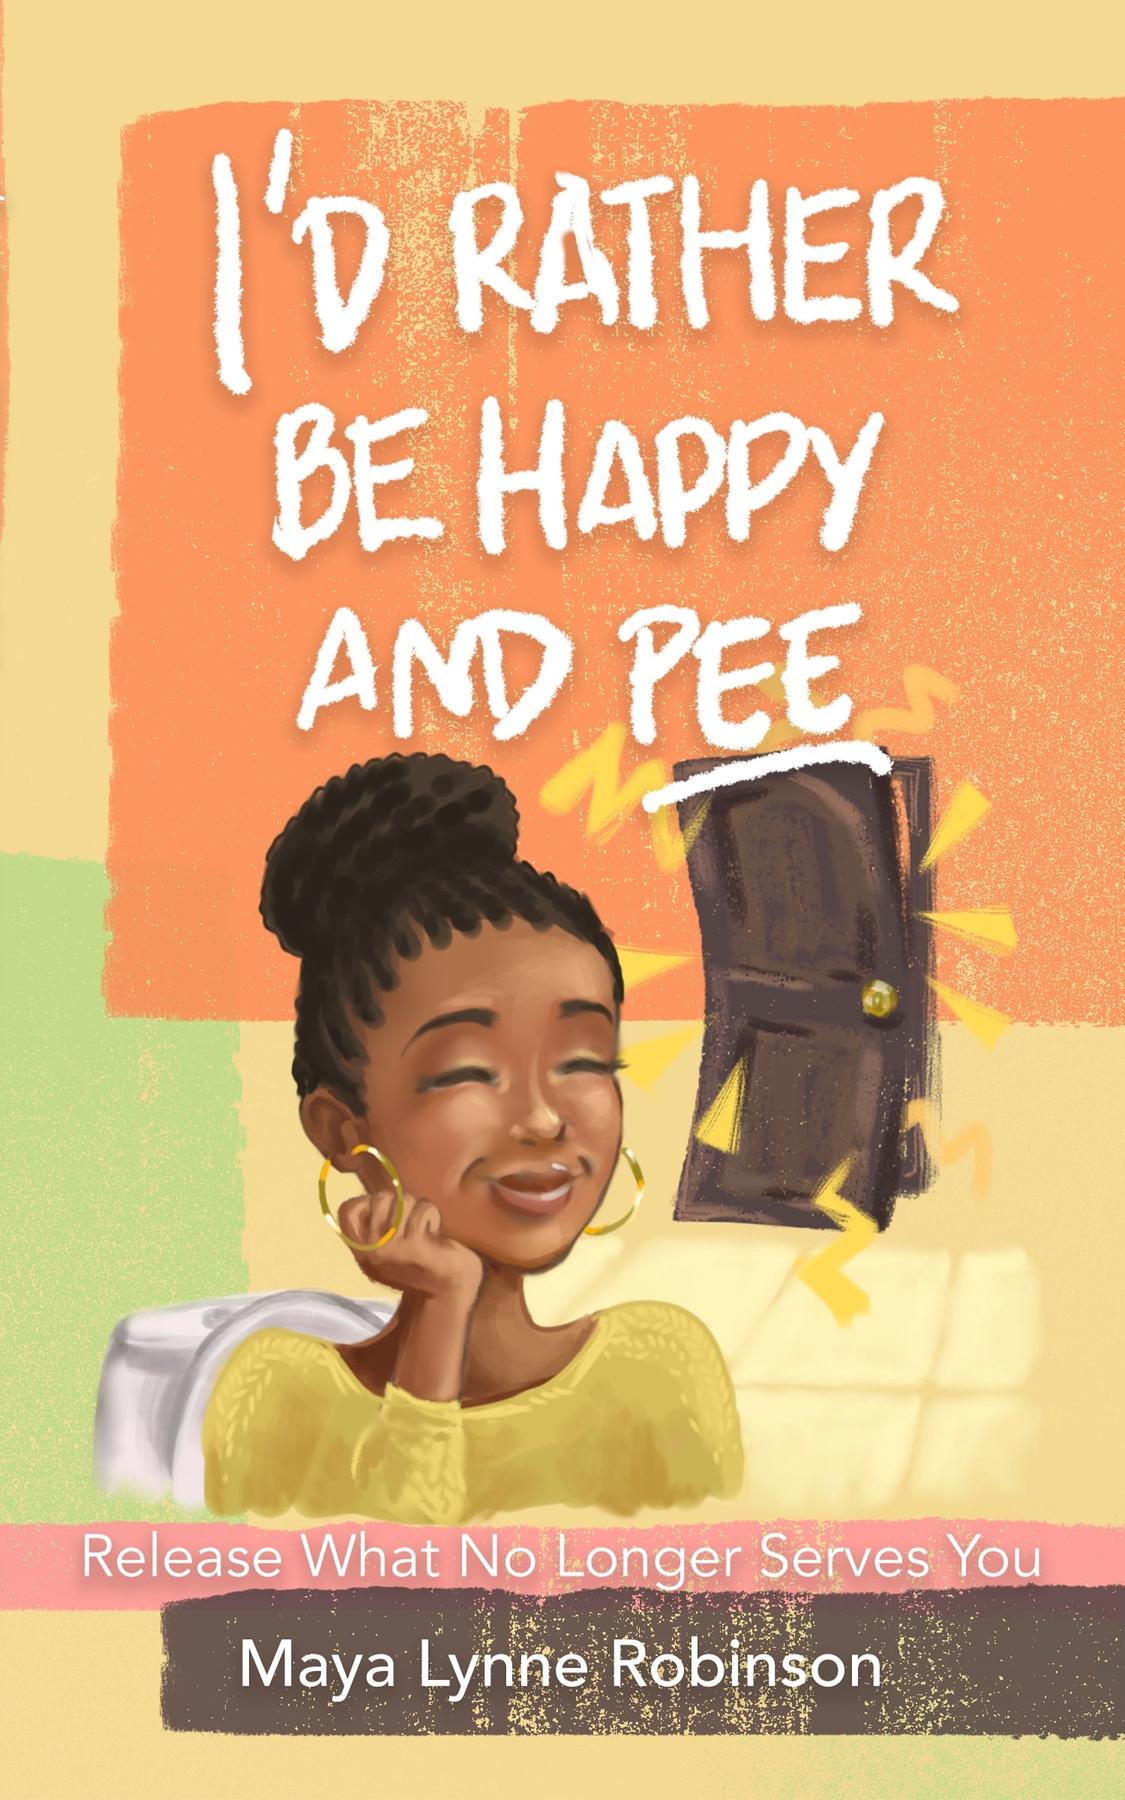 I'D RATHER
BE HAPPY
AND PEE
Release What No Longer Serves You
Maya Lynne Robinson